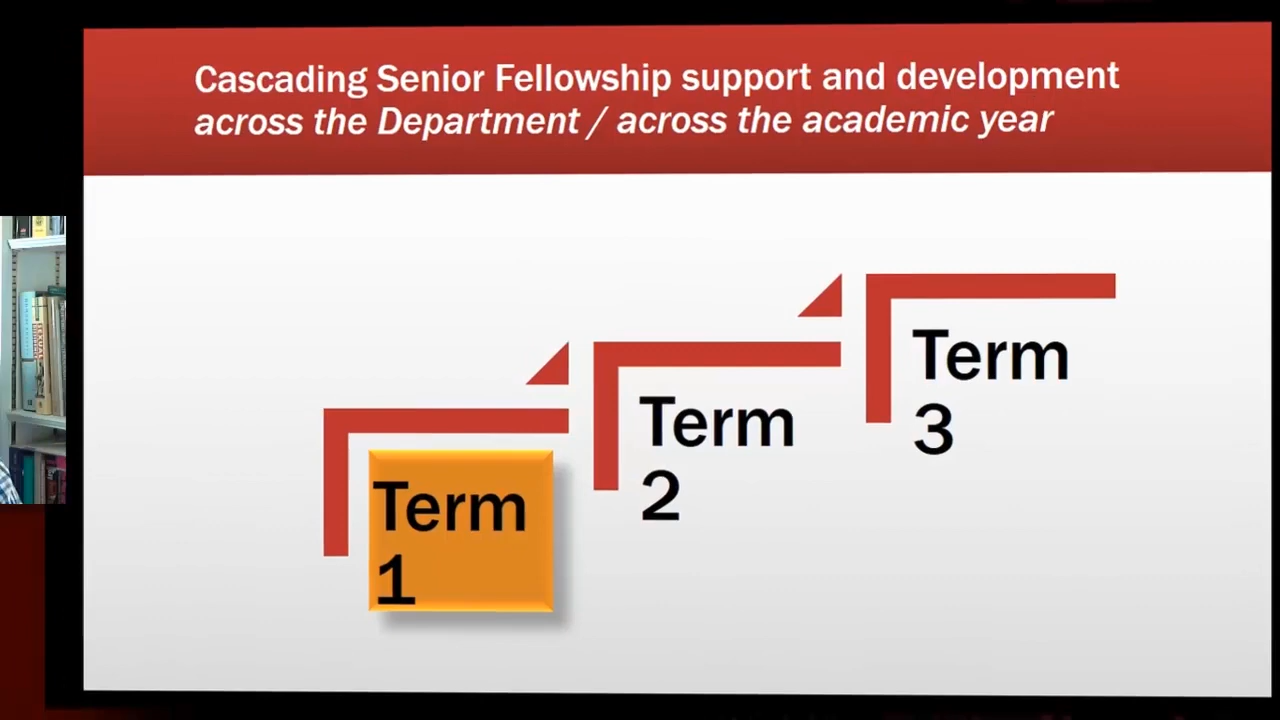 Cascading Senior Fellowship support and development
across the Department / across the academic year
Term
1
Term
2
Term
3